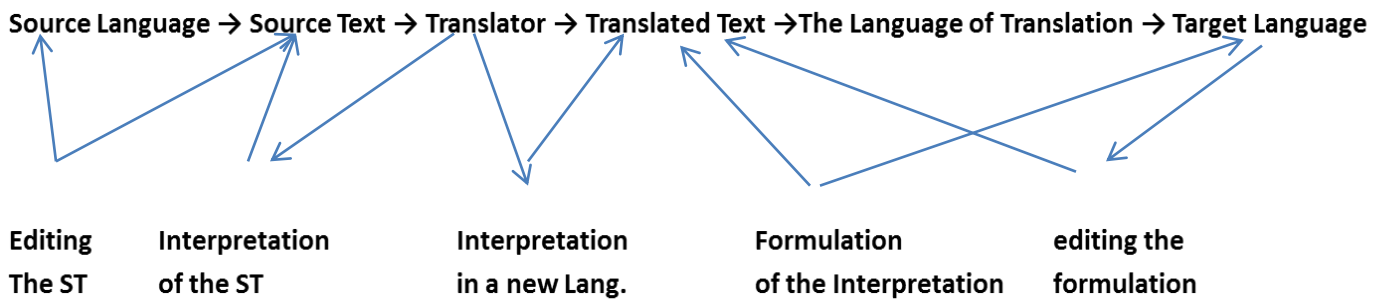 Source Language → Source Text → Translator → Translated Text →The Language of Translation → Target Language
Editing Interpretation Interpretation Formulation editing the
The ST of the ST in a new Lang. of the Interpretation formulation